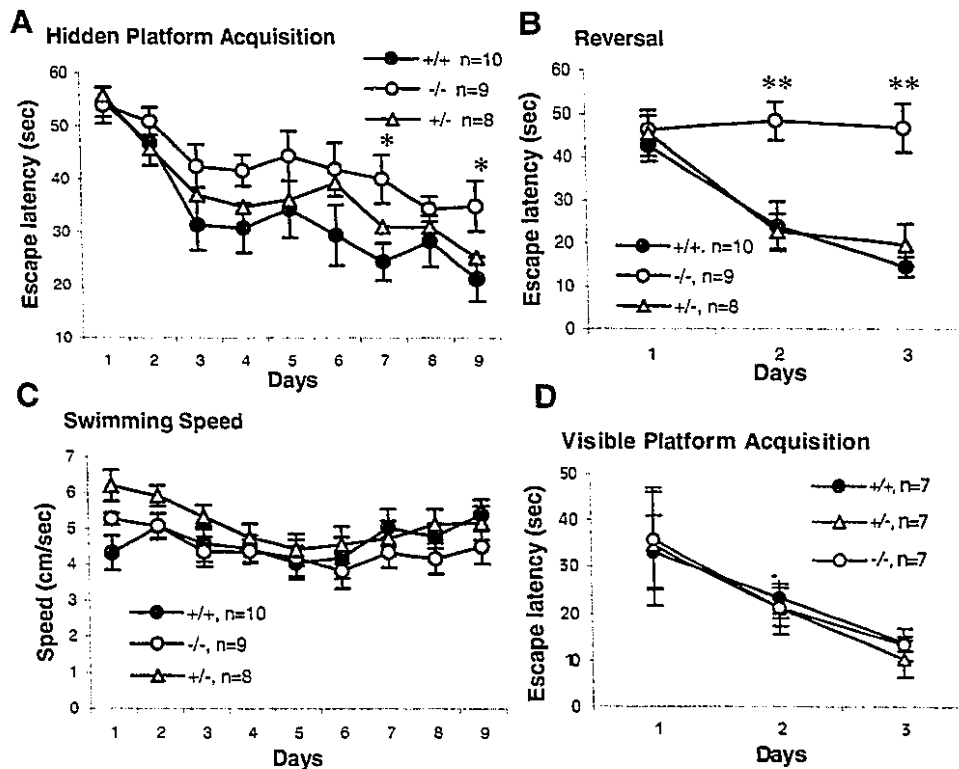 A
Hidden Platform Acquisition
+/+ n=10
-/- n=9
+/- n=8
*
*
Escape latency (sec)
60
50
40
30
20
10
1 2 3 4 5 6 7 8 9
Days
B
Reversal
**
**
Escape latency (sec)
60
50
40
30
20
10
0
+/+. n=10
-/-, n=9
+/-, n=8
1 2 3
Days
C
Swimming Speed
Speed (cm/sec)
7
6
5
4
3
2
1
0
+/+, n=10
-/-, n=9
+/-, n=8
1 2 3 4 5 6 7 8 9
Days
D
Visible Platform Acquisition
+/+, n=7
+/-, n=7
-/-, n=7
Escape latency (sec)
50
40
30
20
10
0
1 2 3
Days